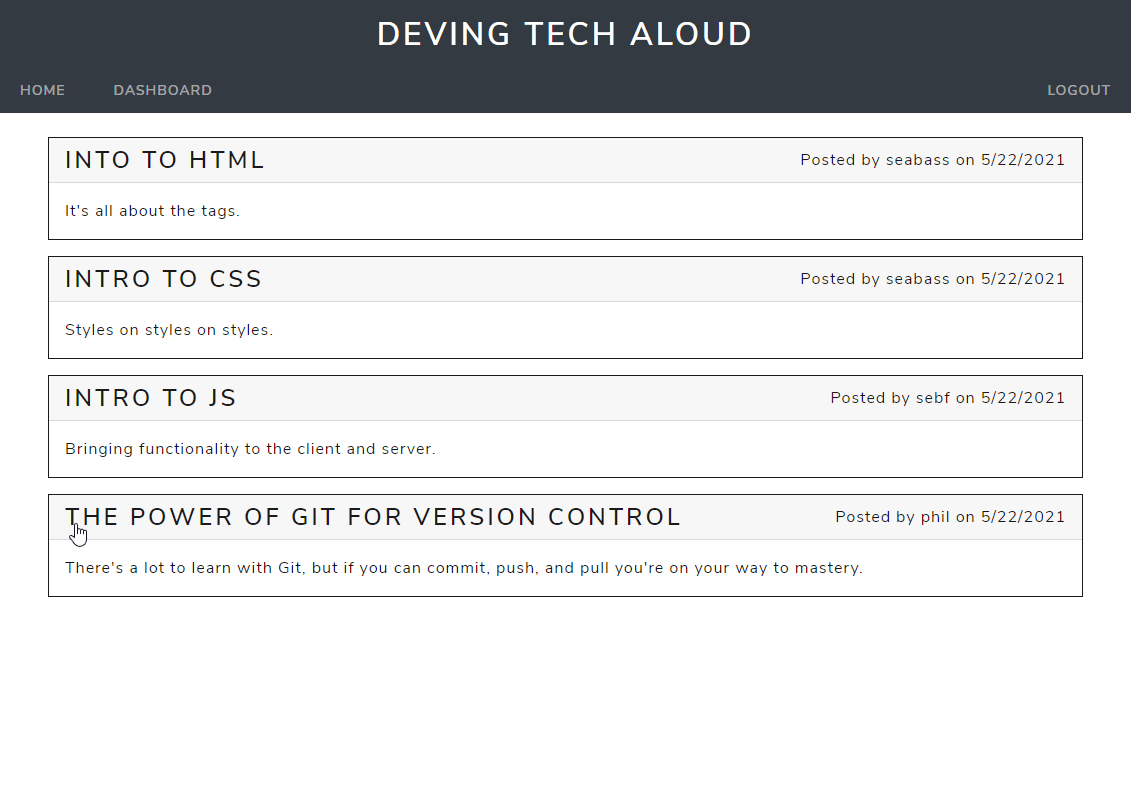 DEVING TECH ALOUD
HOME DASHBOARD LOGOUT
INTO TO HTML Posted by seabass on 5/22/2021
It's all about the tags.
INTRO TO CSS Posted by seabass on 5/22/2021
Styles on styles on styles.
INTRO TO JS Posted by sebf on 5/22/2021
Bringing functionality to the client and server.
THE POWER OF GIT FOR VERSION CONTROL Posted by phil on 5/22/2021
There's a lot to learn with Git, but if you can commit, push, and pull you're on your way to mastery.